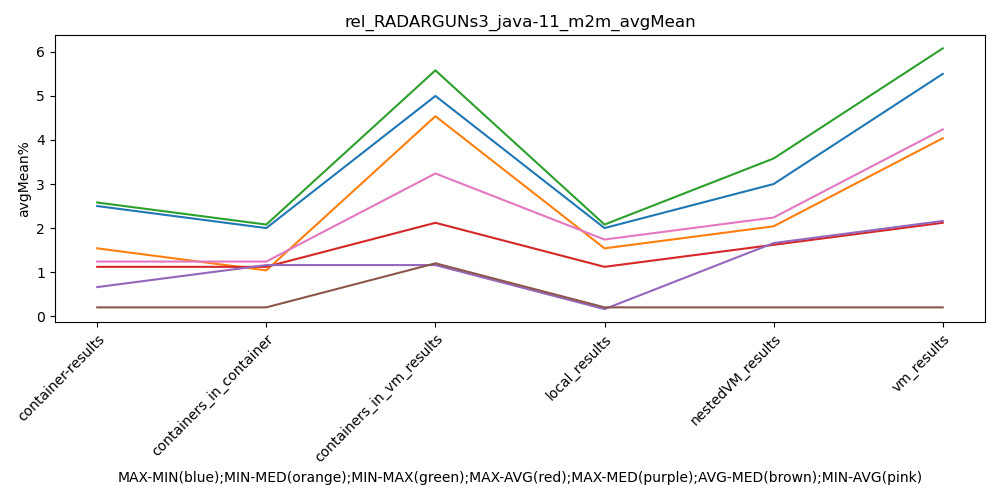 rel_RADARGUNs3_java-11_m2m_avgMean
avgMean%
6
5
4
3
2
1
0
container-results
containers_in_container
containers_in_vm_results
local_results
nestedVM_results
vm_results
MAX-MIN(blue);MIN-MED(orange);MIN-MAX(green);MAX-AVG(red);MAX-MED(purple);AVG-MED(brown);MIN-AVG(pink)